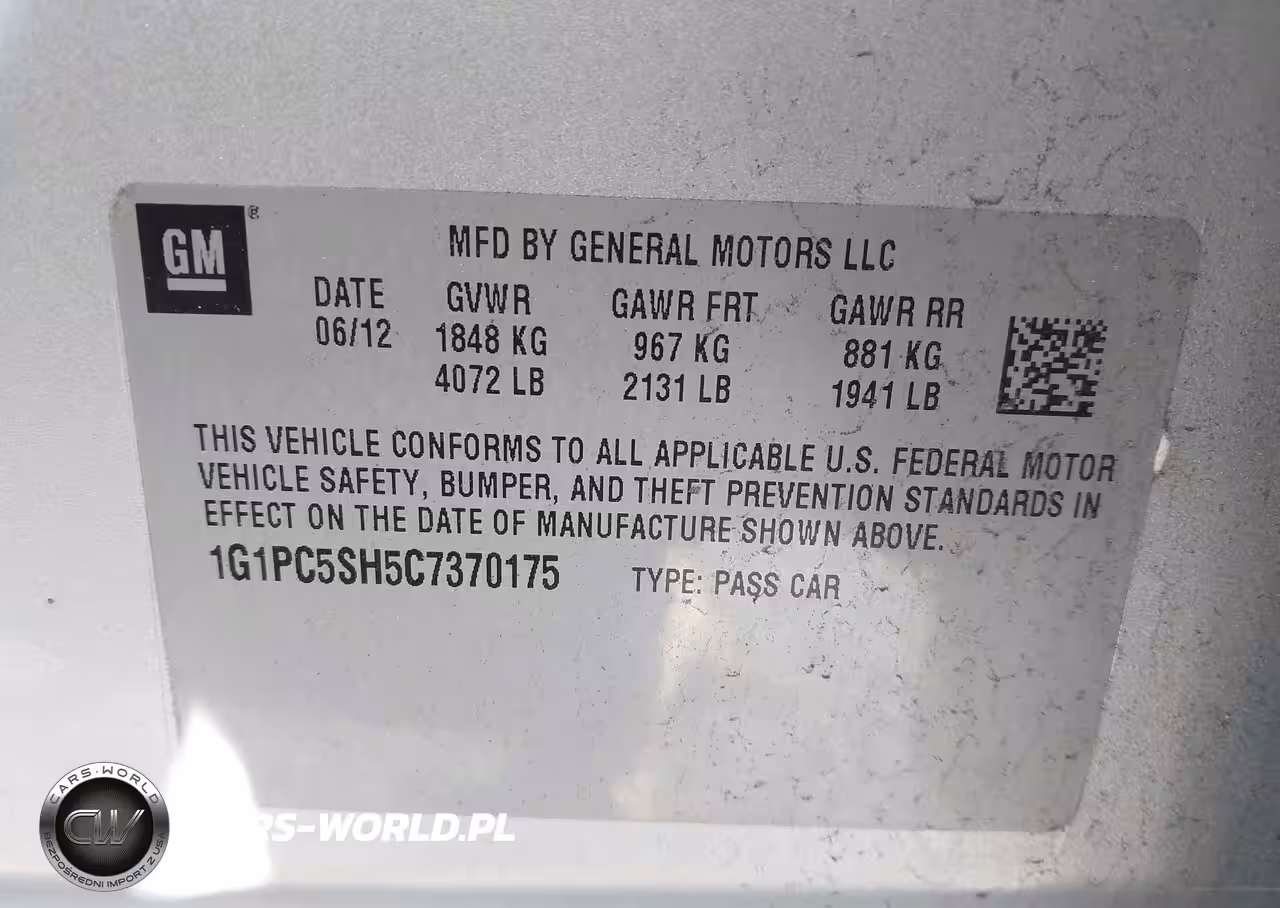 GM ®
MFD BY GENERAL MOTORS LLC
DATE GVWR GAWR FRT GAWR RR
06/12 1848 KG 967 KG 881 KG
4072 LB 2131 LB 1941 LB
THIS VEHICLE CONFORMS TO ALL APPLICABLE U.S. FEDERAL MOTOR
VEHICLE SAFETY, BUMPER, AND THEFT PREVENTION STANDARDS IN
EFFECT ON THE DATE OF MANUFACTURE SHOWN ABOVE.
1G1PC5SH5C7370175 TYPE: PASS CAR
CARS-WORLD
CW
BEZPOŚREDNI IMPORT Z USA
RS-WORLD.PL